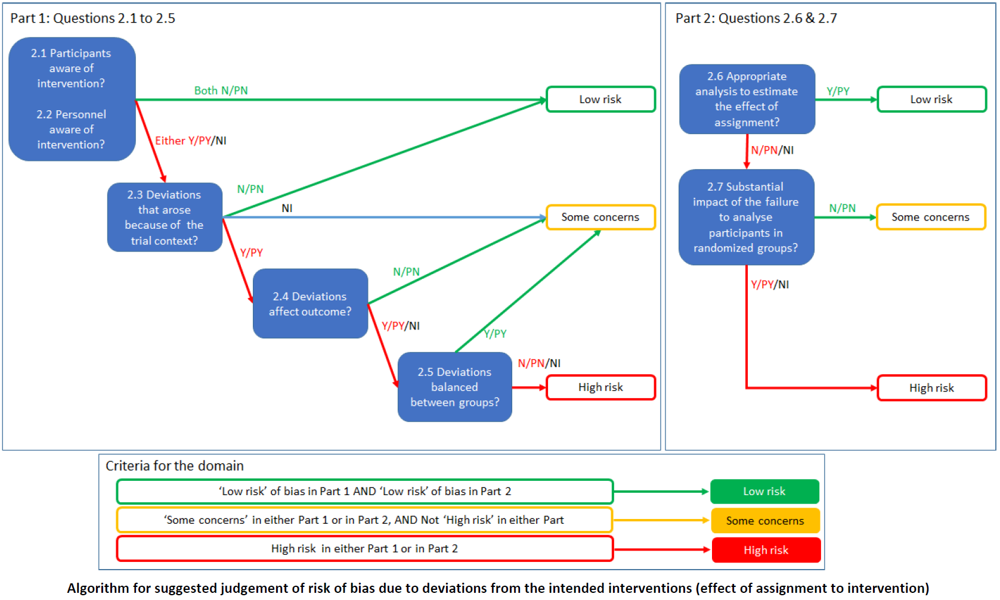 Part 1: Questions 2.1 to 2.5
2.1 Participants
aware of
intervention?
2.2 Personnel
aware of
intervention?
Both N/PN
Low risk
Either Y/PY/NI
2.3 Deviations
that arose
because of the
trial context?
N/PN
NI
Some concerns
Y/PY
2.4 Deviations
affect outcome?
N/PN
Y/PY/NI
2.5 Deviations
balanced
between groups?
Y/PY
N/PN/NI
High risk
Part 2: Questions 2.6 & 2.7
2.6 Appropriate
analysis to estimate
the effect of
assignment?
Y/PY
Low risk
N/PN/NI
2.7 Substantial
impact of the failure
to analyse
participants in
randomized groups?
N/PN
Some concerns
Y/PY/NI
High risk
Criteria for the domain
‘Low risk’ of bias in Part 1 AND ‘Low risk’ of bias in Part 2
Low risk
‘Some concerns’ in either Part 1 or in Part 2, AND Not ‘High risk’ in either Part
Some concerns
High risk in either Part 1 or in Part 2
High risk
Algorithm for suggested judgement of risk of bias due to deviations from the intended interventions (effect of assignment to intervention)